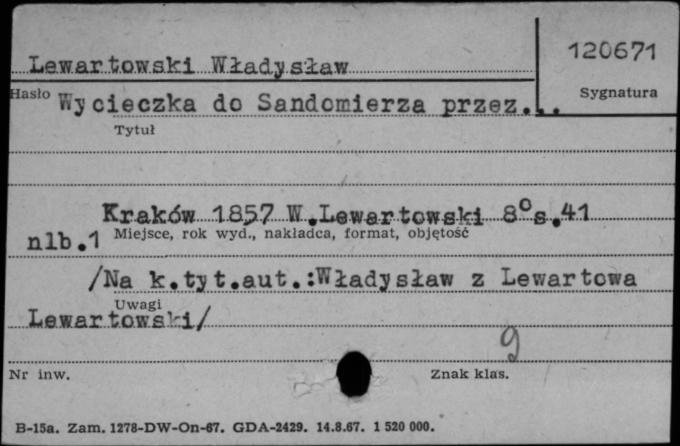 Lewartowski Władysław
120671
Hasło
Sygnatura
Wycieczka do Sandomierza przez...
Tytuł
Kraków 1857 W.Lewartowski 8° s.41
nlb.1
Miejsce, rok wyd., nakładca, format, objętość
/Na k.tyt.aut.:Władysław z Lewartowa
Uwagi
Lewartowski/
9
Nr inw.
Znak klas.
B-15a. Zam. 1278-DW-On-67. GDA-2429. 14.8.67. 1 520 000.